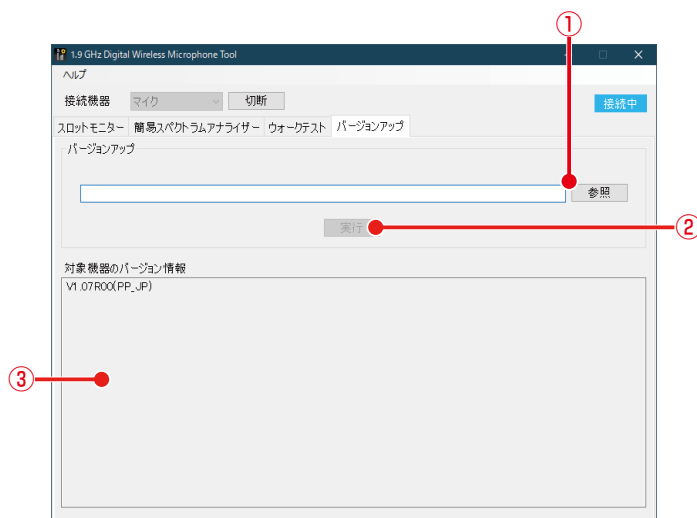 ①
1.9 GHz Digital Wireless Microphone Tool
ヘルプ
接続機器 マイク 切断 接続中
スロットモニター 簡易スペクトラムアナライザー ウォークテスト バージョンアップ
バージョンアップ
参照
実行 ②
対象機器のバージョン情報
V1.07R00(PP_JP)
③